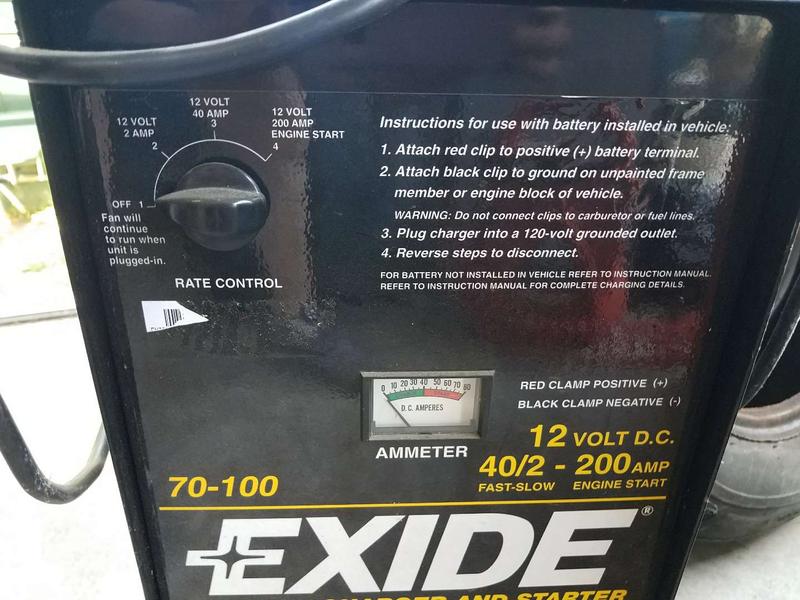 12 VOLT
2 AMP
2
12 VOLT
40 AMP
3
12 VOLT
200 AMP
ENGINE START
4
OFF 1
Fan will
continue
to run when
unit is
plugged-in.
RATE CONTROL
Instructions for use with battery installed in vehicle:
1. Attach red clip to positive (+) battery terminal.
2. Attach black clip to ground on unpainted frame
member or engine block of vehicle.
WARNING: Do not connect clips to carburetor or fuel lines.
3. Plug charger into a 120-volt grounded outlet.
4. Reverse steps to disconnect.
FOR BATTERY NOT INSTALLED IN VEHICLE REFER TO INSTRUCTION MANUAL.
REFER TO INSTRUCTION MANUAL FOR COMPLETE CHARGING DETAILS.
0 10 20 30 40 50 60 70 80
D.C. AMPERES
AMMETER
RED CLAMP POSITIVE (+)
BLACK CLAMP NEGATIVE (-)
12 VOLT D.C.
40/2 - 200 AMP
FAST-SLOW ENGINE START
70-100
EXIDE®
CHARGER AND STARTER